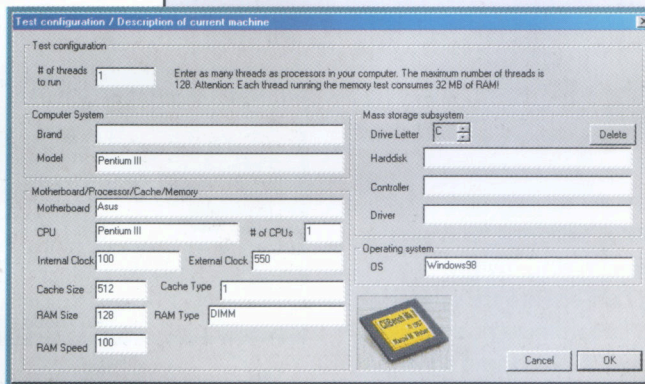 Test configuration / Description of current machine
Test configuration
# of threads to run 1
Enter as many threads as processors in your computer. The maximum number of threads is
128. Attention: Each thread running the memory test consumes 32 MB of RAM!
Computer System
Brand
Model Pentium III
Motherboard/Processor/Cache/Memory
Motherboard Asus
CPU Pentium III # of CPUs 1
Internal Clock 100 External Clock 550
Cache Size 512 Cache Type 1
RAM Size 128 RAM Type DIMM
RAM Speed 100
Mass storage subsystem
Drive Letter C Delete
Harddisk
Controller
Driver
Operating system
OS Windows98
CliBench Mk II
Cancel OK